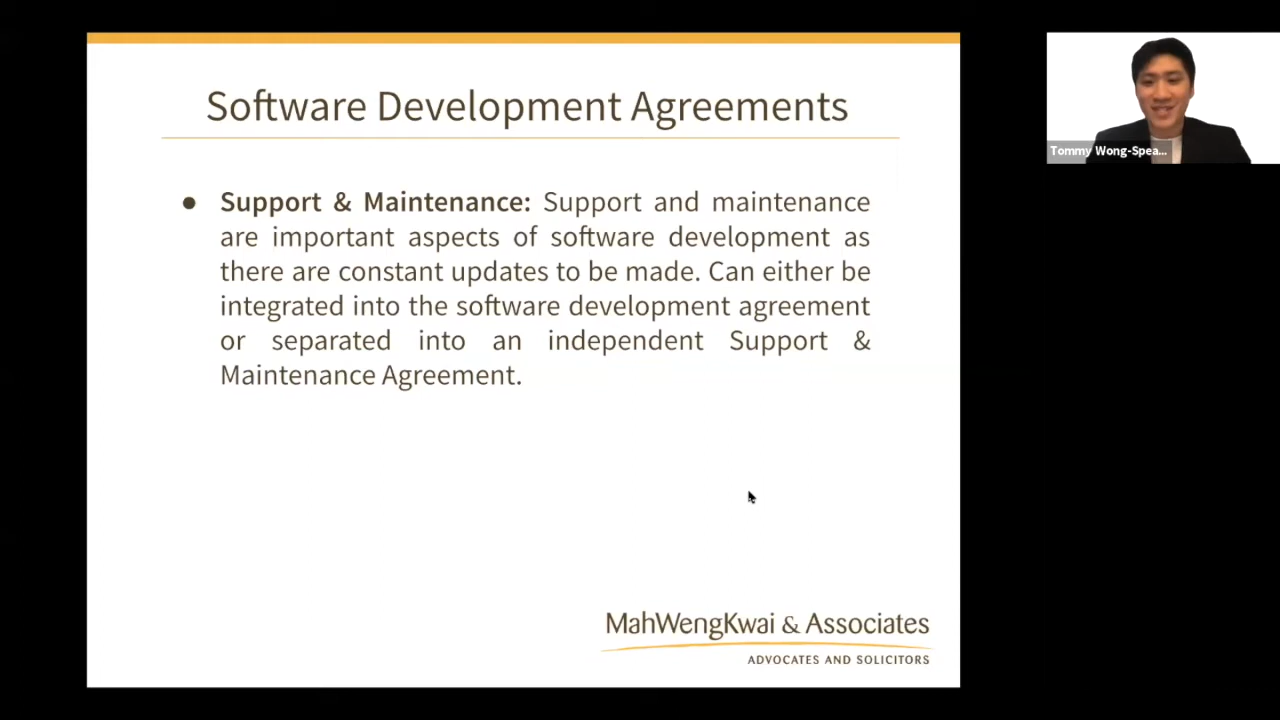 Software Development Agreements
● Support & Maintenance: Support and maintenance
are important aspects of software development as
there are constant updates to be made. Can either be
integrated into the software development agreement
or separated into an independent Support &
Maintenance Agreement.
MahWengKwai & Associates
ADVOCATES AND SOLICITORS
Tommy Wong-Spea...